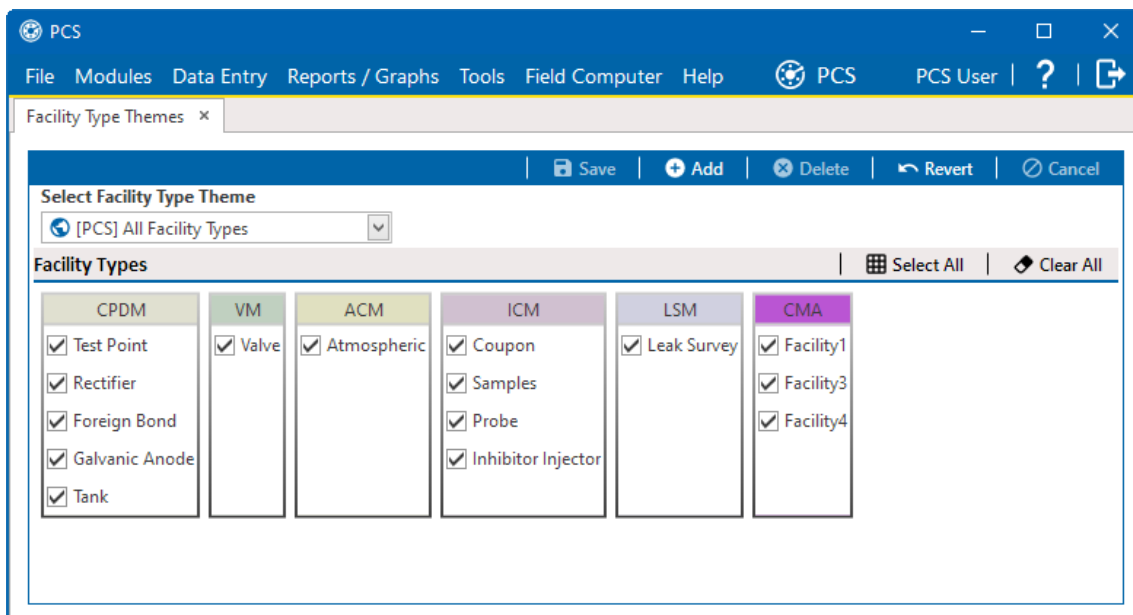 PCS
File Modules Data Entry Reports / Graphs Tools Field Computer Help PCS PCS User | ? |
Facility Type Themes ×
Save Add Delete Revert Cancel
Select Facility Type Theme
[PCS] All Facility Types
Facility Types Select All Clear All
CPDM VM ACM ICM LSM CMA
Test Point Valve Atmospheric Coupon Leak Survey Facility1
Rectifier Samples Facility3
Foreign Bond Probe Facility4
Galvanic Anode Inhibitor Injector
Tank